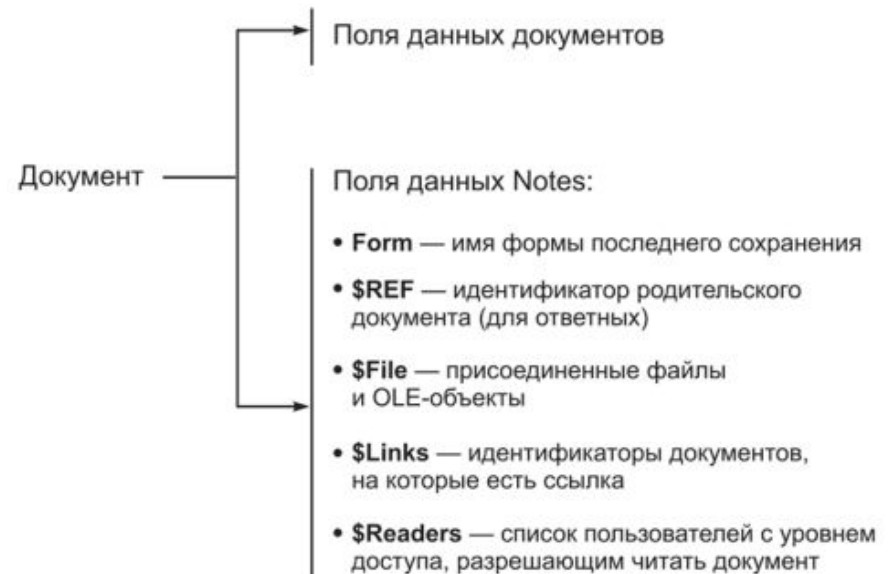 Поля данных документов
Документ
Поля данных Notes:
• Form — имя формы последнего сохранения
• $REF — идентификатор родительского
документа (для ответных)
• $File — присоединенные файлы
и OLE-объекты
• $Links — идентификаторы документов,
на которые есть ссылка
• $Readers — список пользователей с уровнем
доступа, разрешающим читать документ